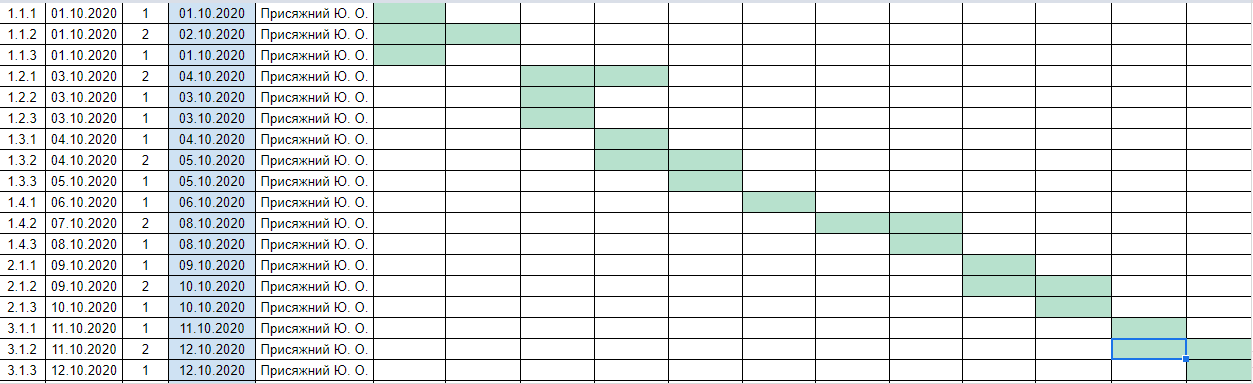 1.1.1 01.10.2020 1 01.10.2020 Присяжний Ю. О.
1.1.2 01.10.2020 2 02.10.2020 Присяжний Ю. О.
1.1.3 01.10.2020 1 01.10.2020 Присяжний Ю. О.
1.2.1 03.10.2020 2 04.10.2020 Присяжний Ю. О.
1.2.2 03.10.2020 1 03.10.2020 Присяжний Ю. О.
1.2.3 03.10.2020 1 03.10.2020 Присяжний Ю. О.
1.3.1 04.10.2020 1 04.10.2020 Присяжний Ю. О.
1.3.2 04.10.2020 2 05.10.2020 Присяжний Ю. О.
1.3.3 05.10.2020 1 05.10.2020 Присяжний Ю. О.
1.4.1 06.10.2020 1 06.10.2020 Присяжний Ю. О.
1.4.2 07.10.2020 2 08.10.2020 Присяжний Ю. О.
1.4.3 08.10.2020 1 08.10.2020 Присяжний Ю. О.
2.1.1 09.10.2020 1 09.10.2020 Присяжний Ю. О.
2.1.2 09.10.2020 2 10.10.2020 Присяжний Ю. О.
2.1.3 10.10.2020 1 10.10.2020 Присяжний Ю. О.
3.1.1 11.10.2020 1 11.10.2020 Присяжний Ю. О.
3.1.2 11.10.2020 2 12.10.2020 Присяжний Ю. О.
3.1.3 12.10.2020 1 12.10.2020 Присяжний Ю. О.